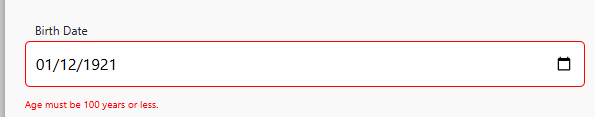 Birth Date
01/12/1921
Age must be 100 years or less.